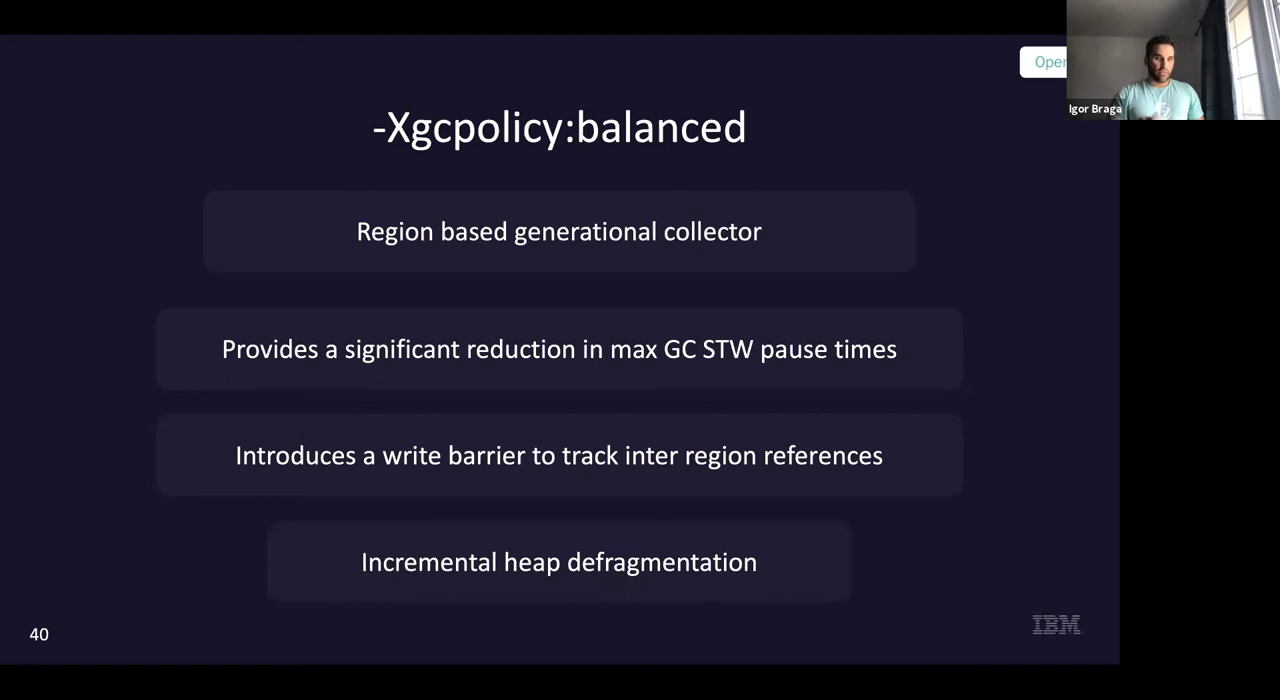 Oper
Igor Braga
-Xgcpolicy:balanced
Region based generational collector
Provides a significant reduction in max GC STW pause times
Introduces a write barrier to track inter region references
Incremental heap defragmentation
40
IBM